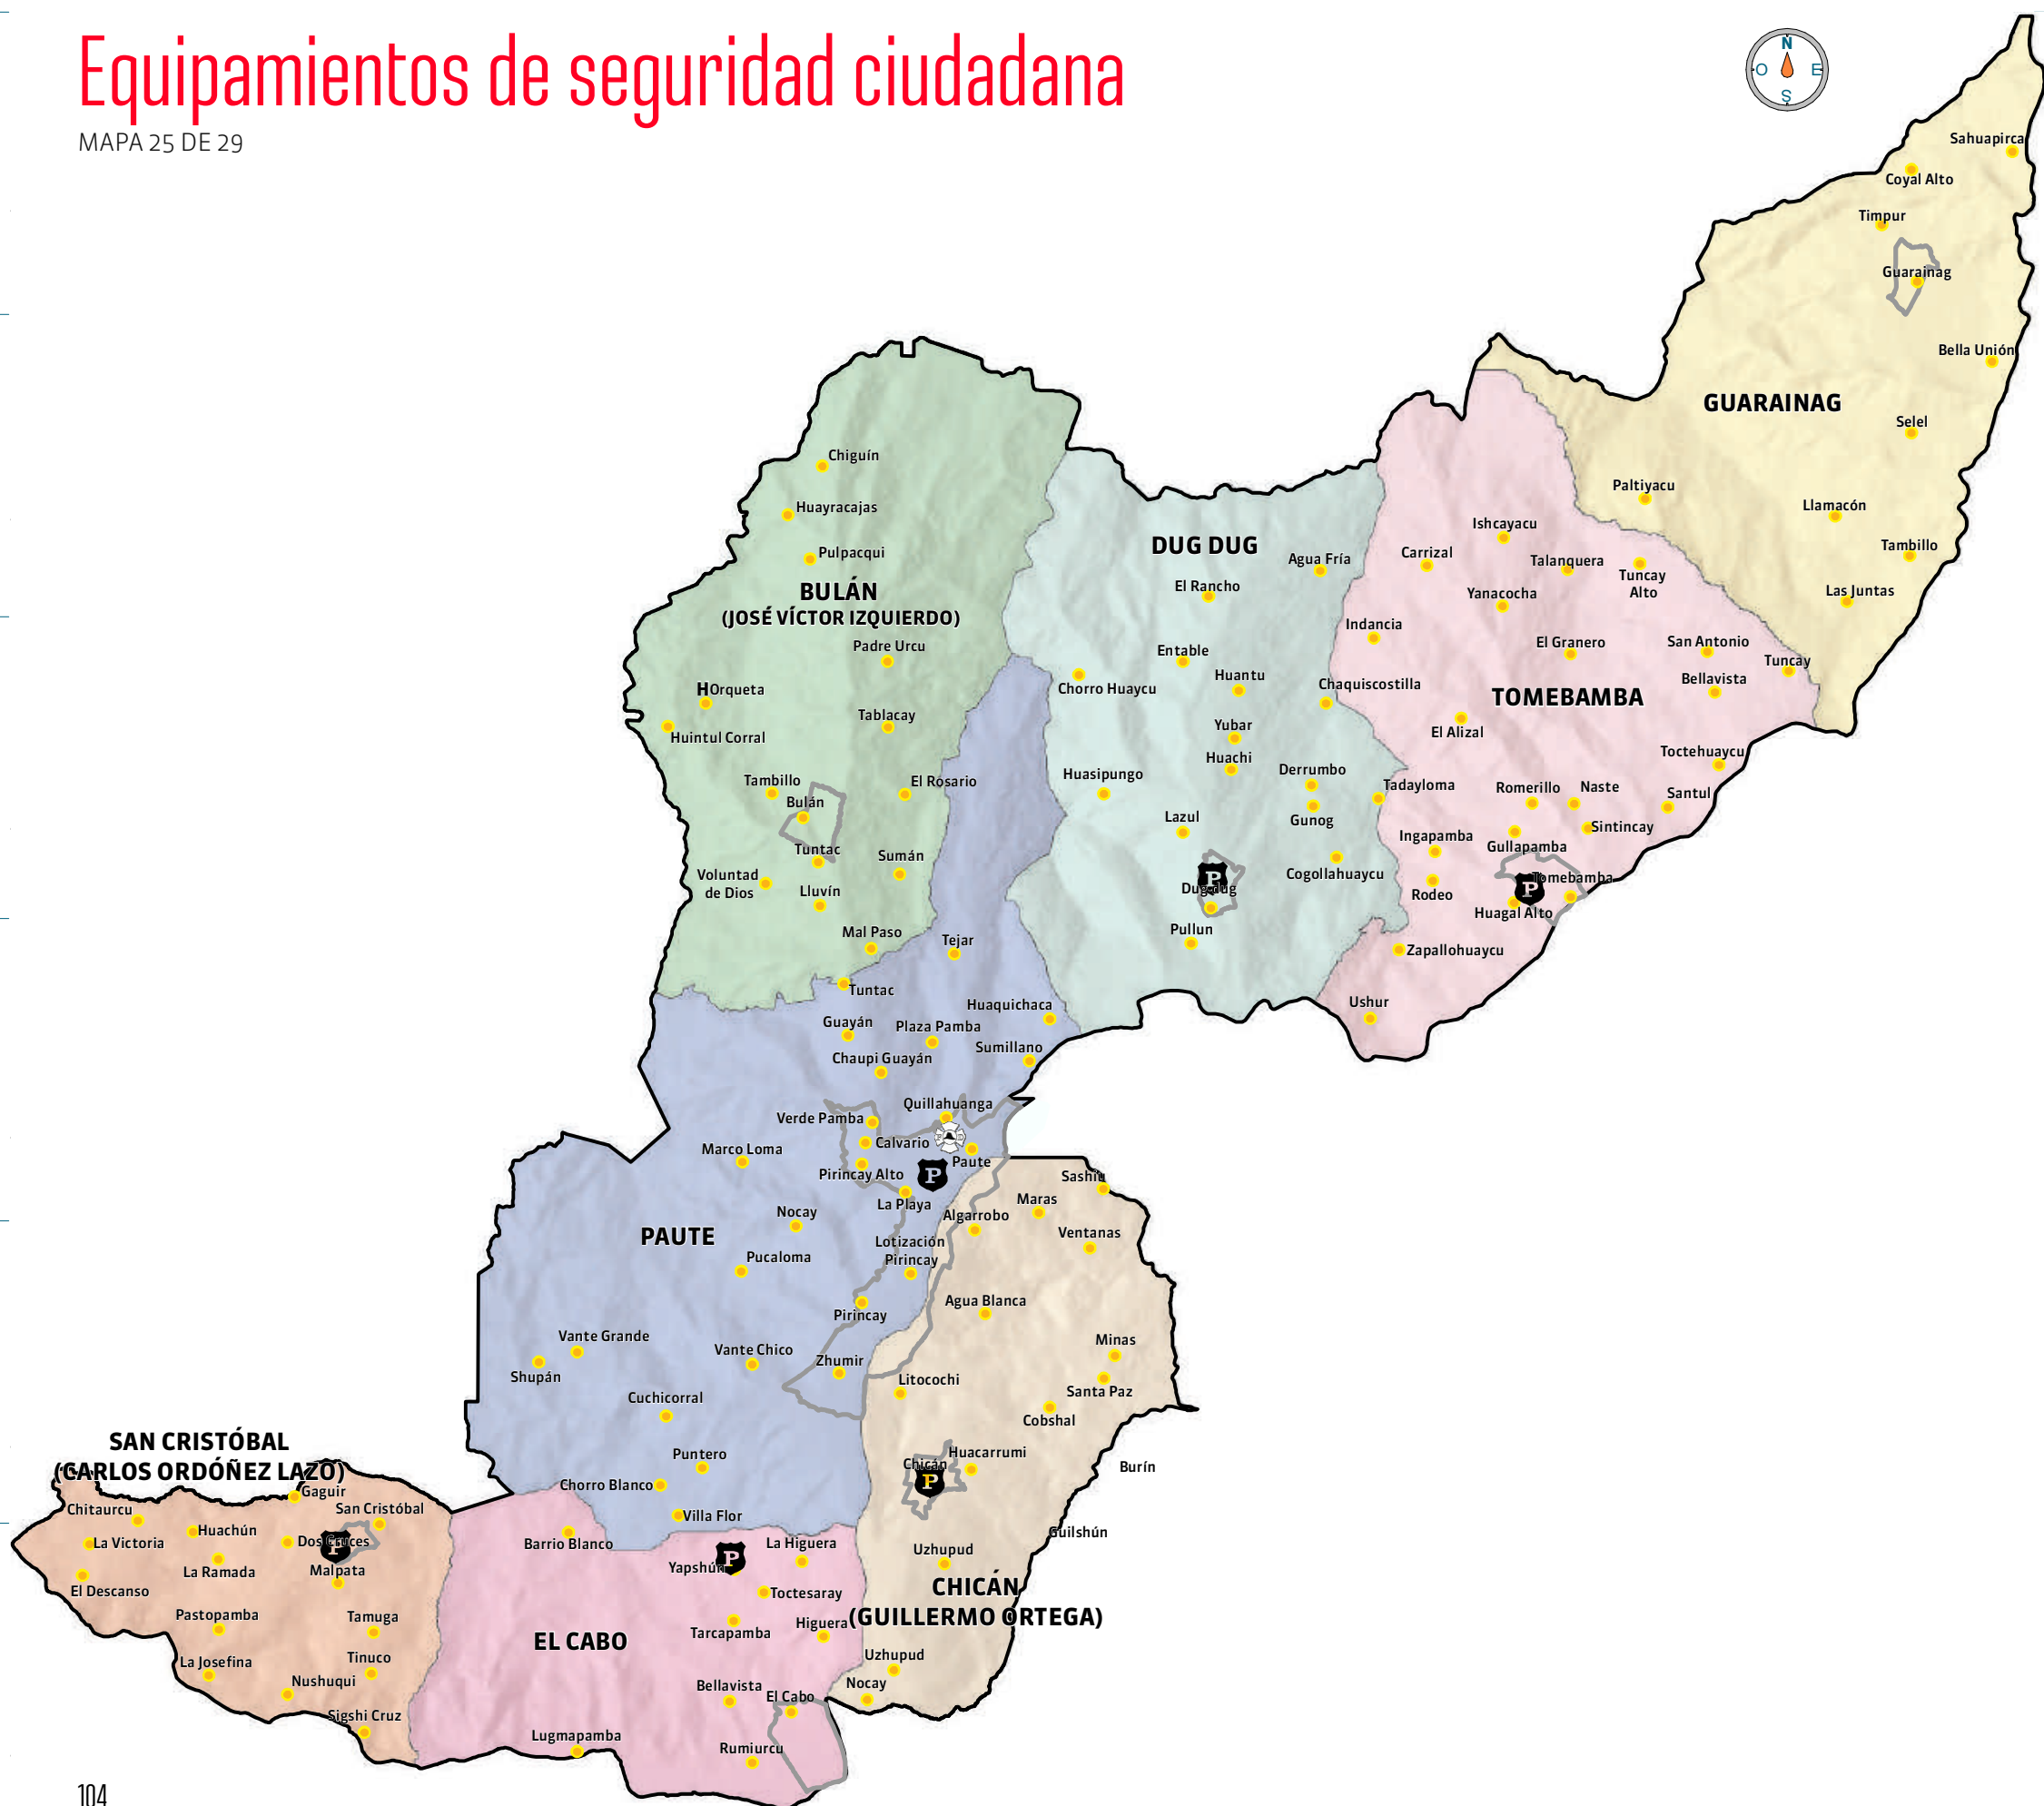 Equipamientos de seguridad ciudadana
MAPA 25 DE 29
N
O
E
S
Sahuapirca
Coyal Alto
Timpur
Guarainag
Bella Unión
GUARAINAG
Selel
Paltiyacu
Llamacón
Tambillo
Las Juntas
Chiguín
Huayracajas
Pulpacqui
BULÁN
(JOSÉ VÍCTOR IZQUIERDO)
Padre Urcu
HOrqueta
Tablacay
Huintul Corral
Tambillo
El Rosario
Bulán
Tuntac
Sumán
Voluntad
de Dios
Lluvín
Mal Paso
DUG DUG
Agua Fría
El Rancho
Entable
Chorro Huaycu
Huantu
Chaquiscostilla
Yubar
Huachi
Huasipungo
Derrumbo
Lazul
Gunog
Cogollahuaycu
P
Dug dug
Pullun
Ishcayacu
Carrizal
Talanquera
Tuncay
Alto
Yanacocha
Indancia
El Granero
San Antonio
Tuncay
Bellavista
TOMEBAMBA
El Alizal
Toctehuaycu
Tadayloma
Romerillo
Naste
Santul
Sintincay
Ingapamba
Gullapamba
Rodeo
P
Tomebamba
Huagal Alto
Zapallohuaycu
Ushur
Tejar
Tuntac
Huaquichaca
Guayán
Plaza Pamba
Chaupi Guayán
Sumillano
Quillahuanga
Verde Pamba
Calvario
Marco Loma
Paute
Pirincay Alto
P
La Playa
Nocay
PAUTE
Lotización
Pirincay
Pucaloma
Pirincay
Vante Grande
Vante Chico
Zhumir
Shupán
Cuchicorral
Puntero
Chorro Blanco
Villa Flor
Sashin
Maras
Algarrobo
Ventanas
Agua Blanca
Minas
Litocochi
Santa Paz
Cobshal
Huacarrumi
Chicán
P
Burín
Guilshún
Uzhupud
CHICÁN
(GUILLERMO ORTEGA)
Uzhupud
Nocay
SAN CRISTÓBAL
(CARLOS ORDÓÑEZ LAZO)
Gaguir
Chitaurcu
San Cristóbal
Huachún
La Victoria
Dos Cruces
P
La Ramada
Malpata
El Descanso
Pastopamba
Tamuga
La Josefina
Tinuco
Nushuqui
Sigshi Cruz
Barrio Blanco
La Higuera
P
Yapshún
Toctesaray
Tarcapamba
Higuera
EL CABO
Bellavista
El Cabo
Lugmapamba
Rumiurcu
104